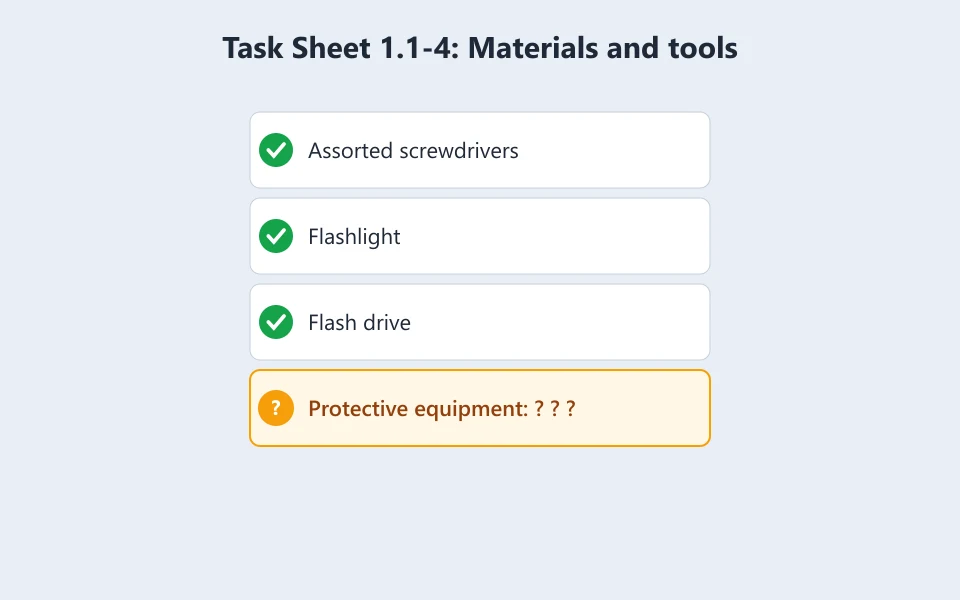 Task Sheet 1.1-4: Materials and tools
Assorted screwdrivers
Flashlight
Flash drive
?
Protective equipment: ? ? ?